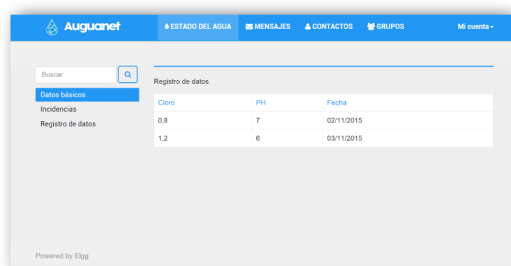 Auguanet
ESTADO DEL AGUA MENSAJES CONTACTOS GRUPOS Mi cuenta
Buscar
Datos básicos
Incidencias
Registro de datos
Registro de datos
Cloro PH Fecha
0,8 7 02/11/2015
1,2 6 03/11/2015
Powered by Elgg